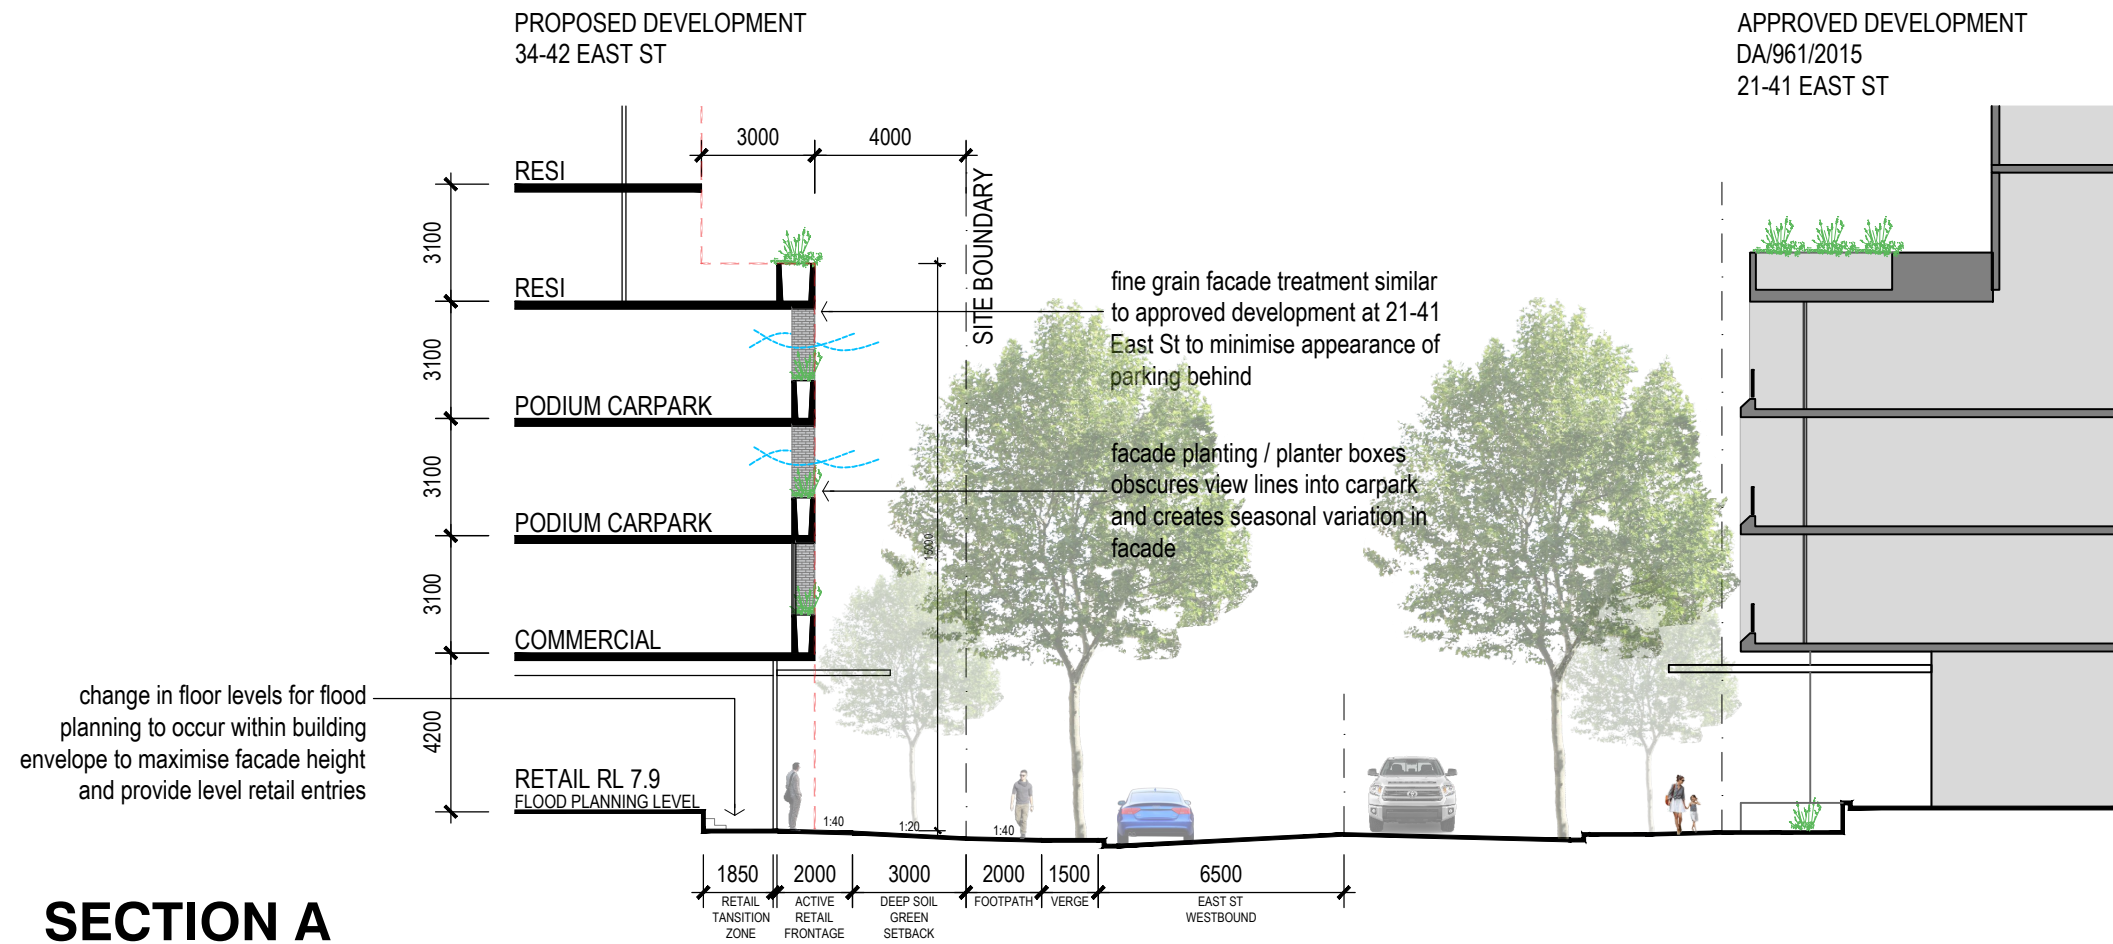 PROPOSED DEVELOPMENT
34-42 EAST ST
APPROVED DEVELOPMENT
DA/961/2015
21-41 EAST ST
3000
4000
SITE BOUNDARY
RESI
3100
RESI
3100
PODIUM CARPARK
3100
PODIUM CARPARK
3100
COMMERCIAL
4200
RETAIL RL 7.9
FLOOD PLANNING LEVEL
15000
fine grain facade treatment similar
to approved development at 21-41
East St to minimise appearance of
parking behind
facade planting / planter boxes
obscures view lines into carpark
and creates seasonal variation in
facade
change in floor levels for flood
planning to occur within building
envelope to maximise facade height
and provide level retail entries
1:40
1:20
1:40
1850
RETAIL
TANSITION
ZONE
2000
ACTIVE
RETAIL
FRONTAGE
3000
DEEP SOIL
GREEN
SETBACK
2000
FOOTPATH
1500
VERGE
6500
EAST ST
WESTBOUND
SECTION A